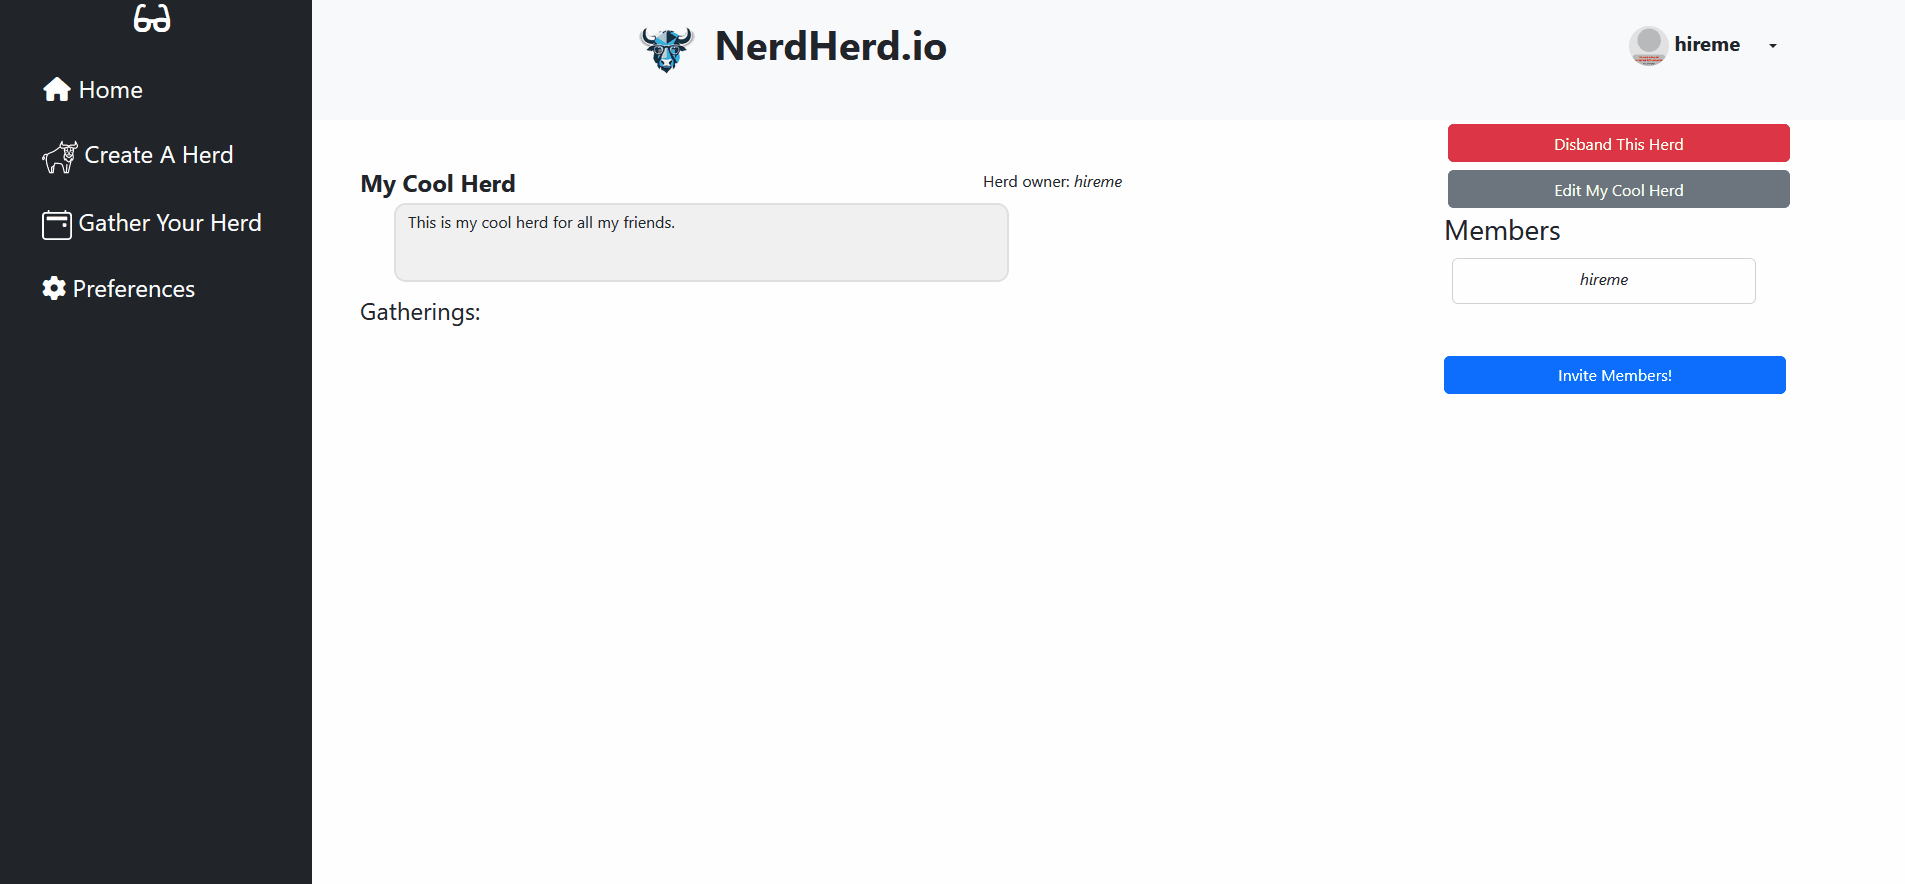 NerdHerd.io
hireme
Home
Create A Herd
Gather Your Herd
Preferences
My Cool Herd
Herd owner: hireme
This is my cool herd for all my friends.
Gatherings:
Disband This Herd
Edit My Cool Herd
Members
hireme
Invite Members!